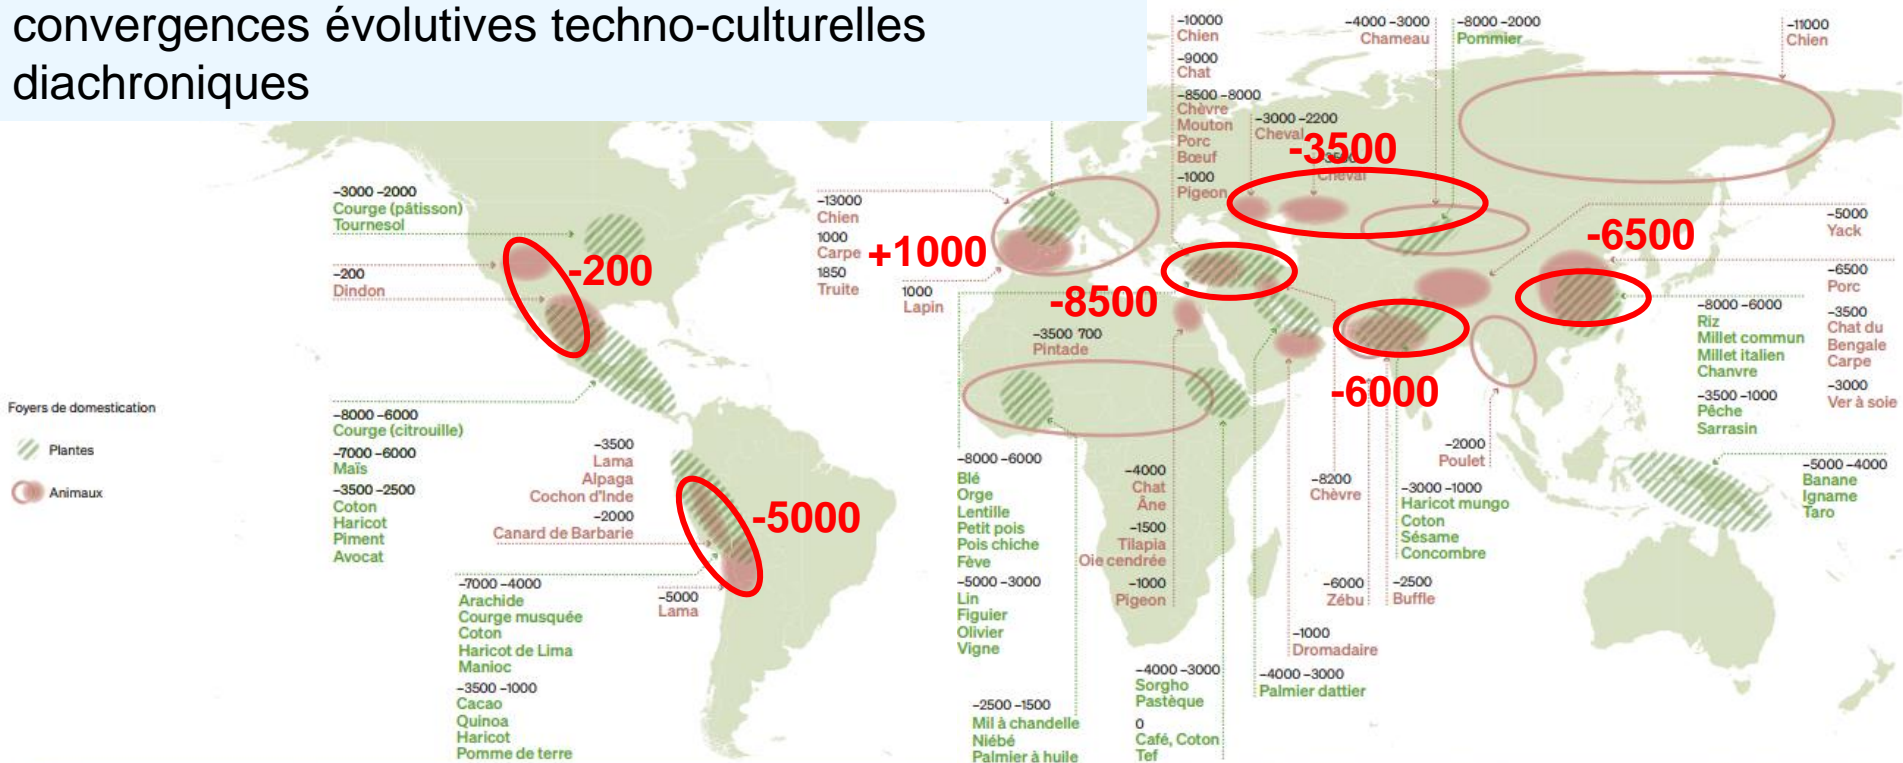 convergences évolutives techno-culturelles
diachroniques
–10000
Chien
–9000
Chat
–8500 –8000
Chèvre
Mouton
Porc
Bœuf
–1000
Pigeon
–3000 –2200
Cheval
–3500
Cheval
-3500
–4000 –3000
Chameau
–8000 –2000
Pommier
–11000
Chien
–3000 –2000
Courge (pâtisson)
Tournesol
–200
Dindon
-200
–13000
Chien
1000
Carpe
1850
Truite
+1000
1000
Lapin
-8500
–3500 700
Pintade
-6000
-6500
–5000
Yack
–6500
Porc
–3500
Chat du
Bengale
Carpe
–3000
Ver à soie
–8000 –6000
Riz
Millet commun
Millet italien
Chanvre
–3500 –1000
Pêche
Sarrasin
Foyers de domestication
Plantes
Animaux
–8000 –6000
Courge (citrouille)
–7000 –6000
Maïs
–3500 –2500
Coton
Haricot
Piment
Avocat
–3500
Lama
Alpaga
Cochon d'Inde
–2000
Canard de Barbarie
-5000
–7000 –4000
Arachide
Courge musquée
Coton
Haricot de Lima
Manioc
–3500 –1000
Cacao
Quinoa
Haricot
Pomme de terre
–5000
Lama
–8000 –6000
Blé
Orge
Lentille
Petit pois
Pois chiche
Fève
–5000 –3000
Lin
Figuier
Olivier
Vigne
–2500 –1500
Mil à chandelle
Niébé
Palmier à huile
–4000
Chat
Âne
–1500
Tilapia
Oie cendrée
–1000
Pigeon
–4000 –3000
Sorgho
Pastèque
0
Café, Coton
Tef
–8200
Chèvre
–6000
Zébu
–2500
Buffle
–1000
Dromadaire
–4000 –3000
Palmier dattier
–2000
Poulet
–3000 –1000
Haricot mungo
Coton
Sésame
Concombre
–5000 –4000
Banane
Igname
Taro